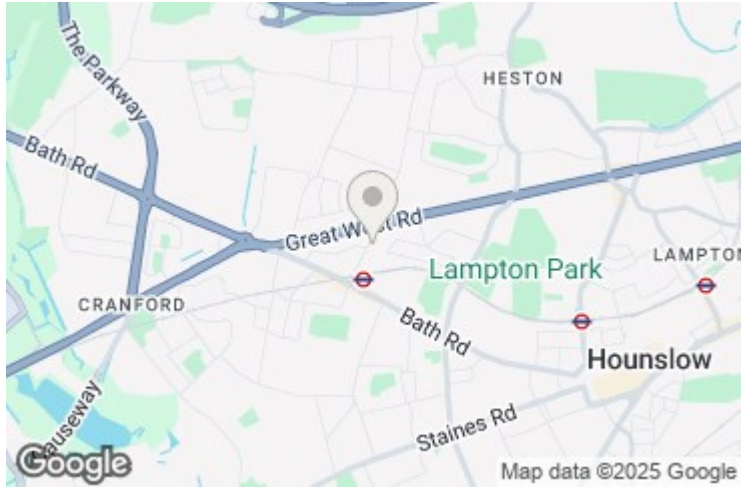 The Parkway
HESTON
Bath Rd
Great West Rd
LAMPTON
Lampton Park
CRANFORD
Bath Rd
Hounslow
Causeway
Staines Rd
Google
Map data ©2025 Google